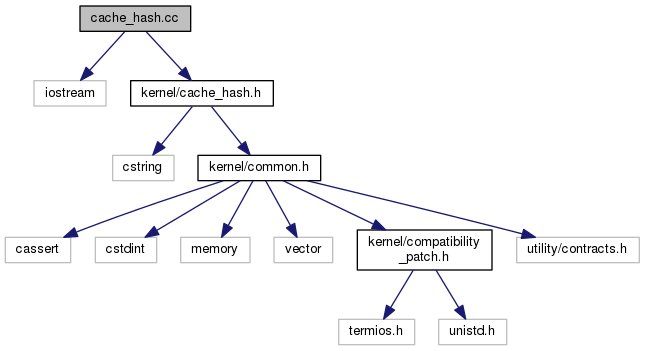 cache_hash.cc
iostream
kernel/cache_hash.h
cstring
kernel/common.h
cassert
cstdint
memory
vector
kernel/compatibility
_patch.h
utility/contracts.h
termios.h
unistd.h